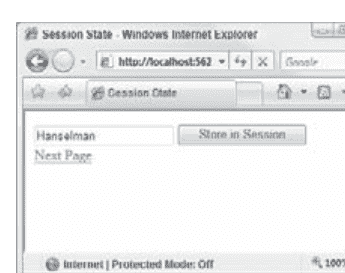 Session State - Windows Internet Explorer
http://localhost:562
Google
Session State
Hanselman
Store in Session
Next Page
Internet | Protected Mode: Off
100%